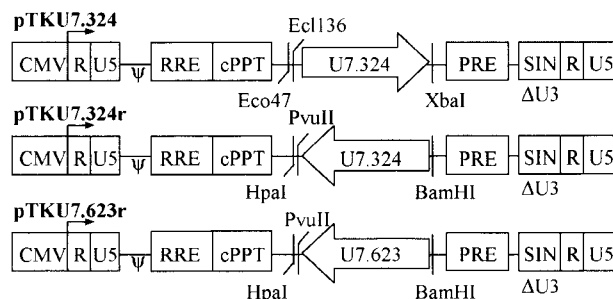 pTKU7.324
Ecl136
CMV R U5 Ψ RRE cPPT U7.324 PRE SIN R U5
Eco47 XbaI ΔU3
pTKU7.324r
PvuII
CMV R U5 Ψ RRE cPPT U7.324 PRE SIN R U5
HpaI BamHI ΔU3
pTKU7.623r
PvuII
CMV R U5 Ψ RRE cPPT U7.623 PRE SIN R U5
HpaI BamHI ΔU3